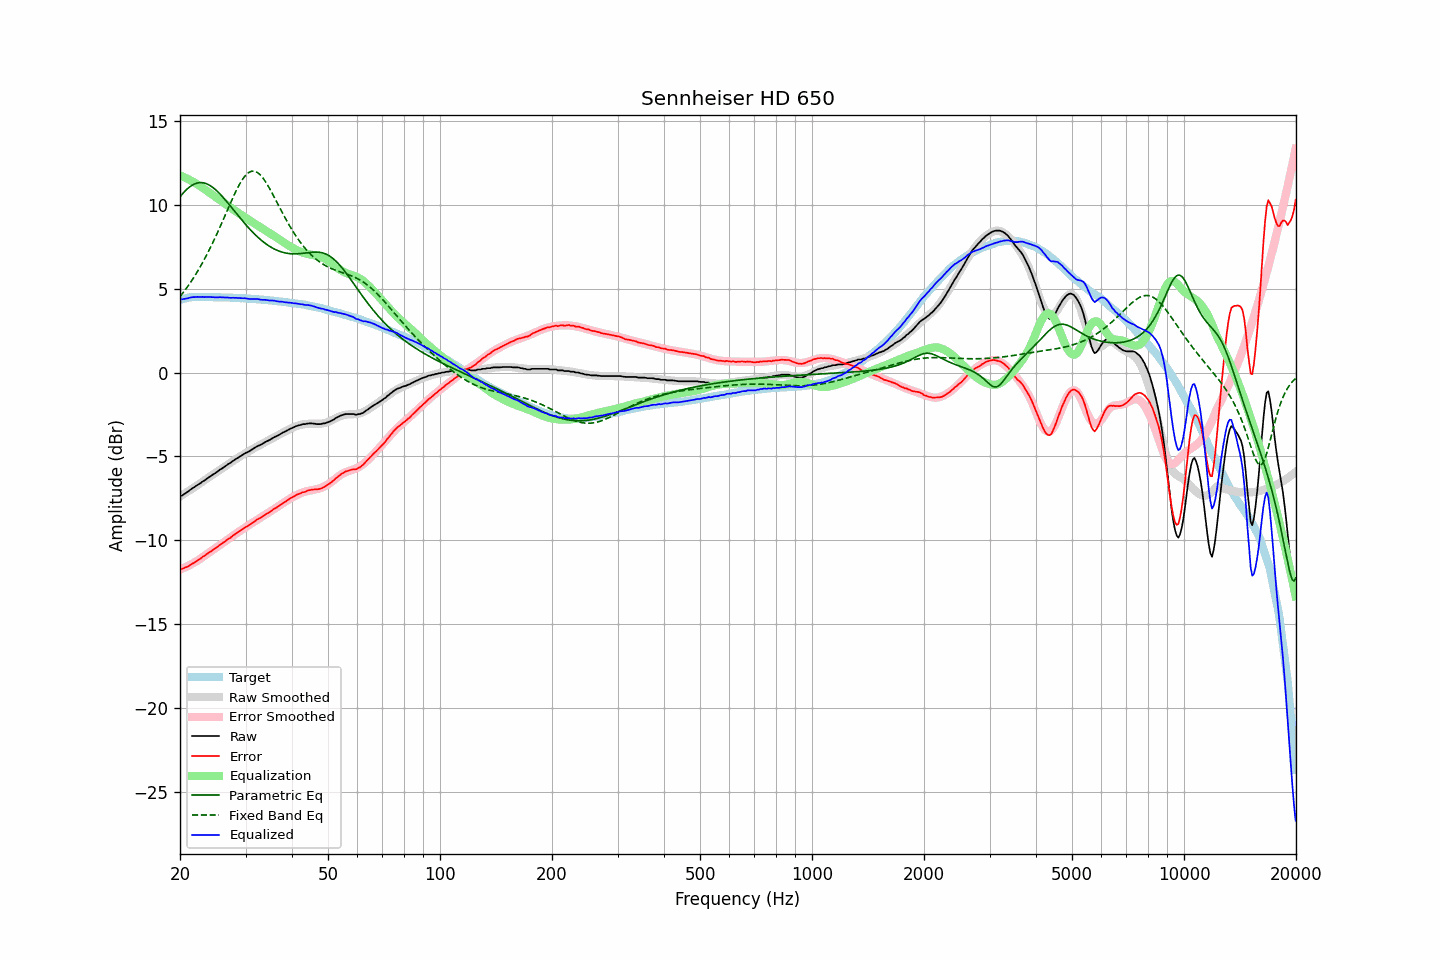 Sennheiser HD 650
15
10
5
0
−5
−10
−15
−20
−25
Amplitude (dBr)
Target
Raw Smoothed
Error Smoothed
Raw
Error
Equalization
Parametric Eq
Fixed Band Eq
Equalized
20 50 100 200 500 1000 2000 5000 10000 20000
Frequency (Hz)